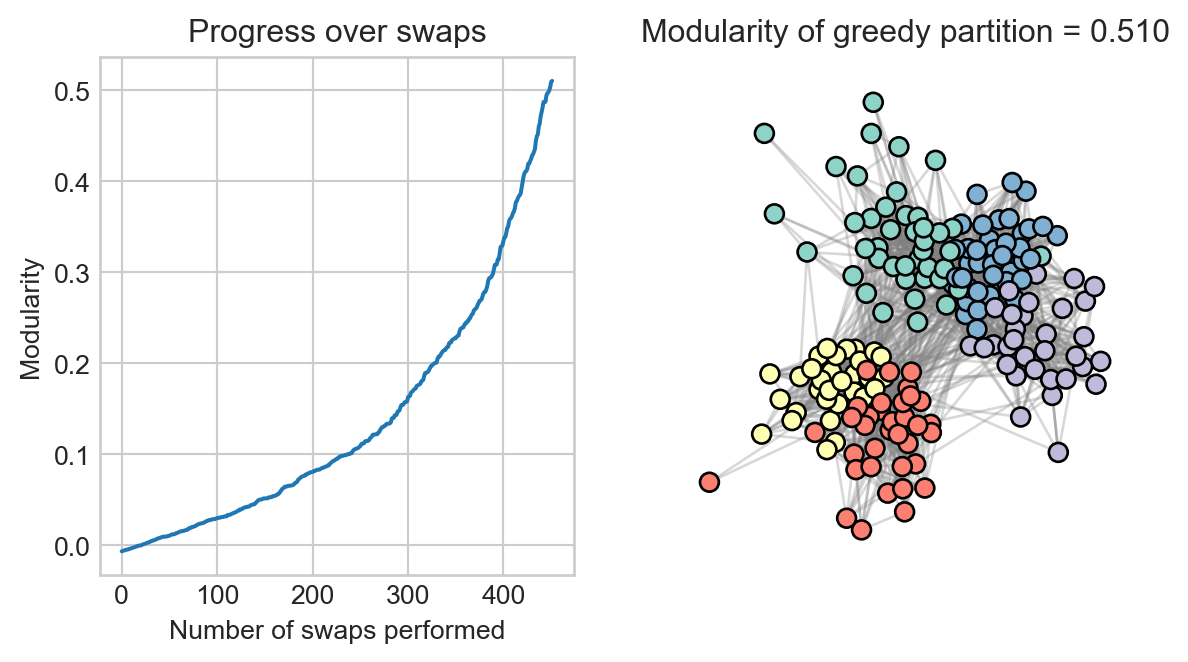 Progress over swaps
Modularity of greedy partition = 0.510
Modularity
0.5
0.4
0.3
0.2
0.1
0.0
0 100 200 300 400
Number of swaps performed